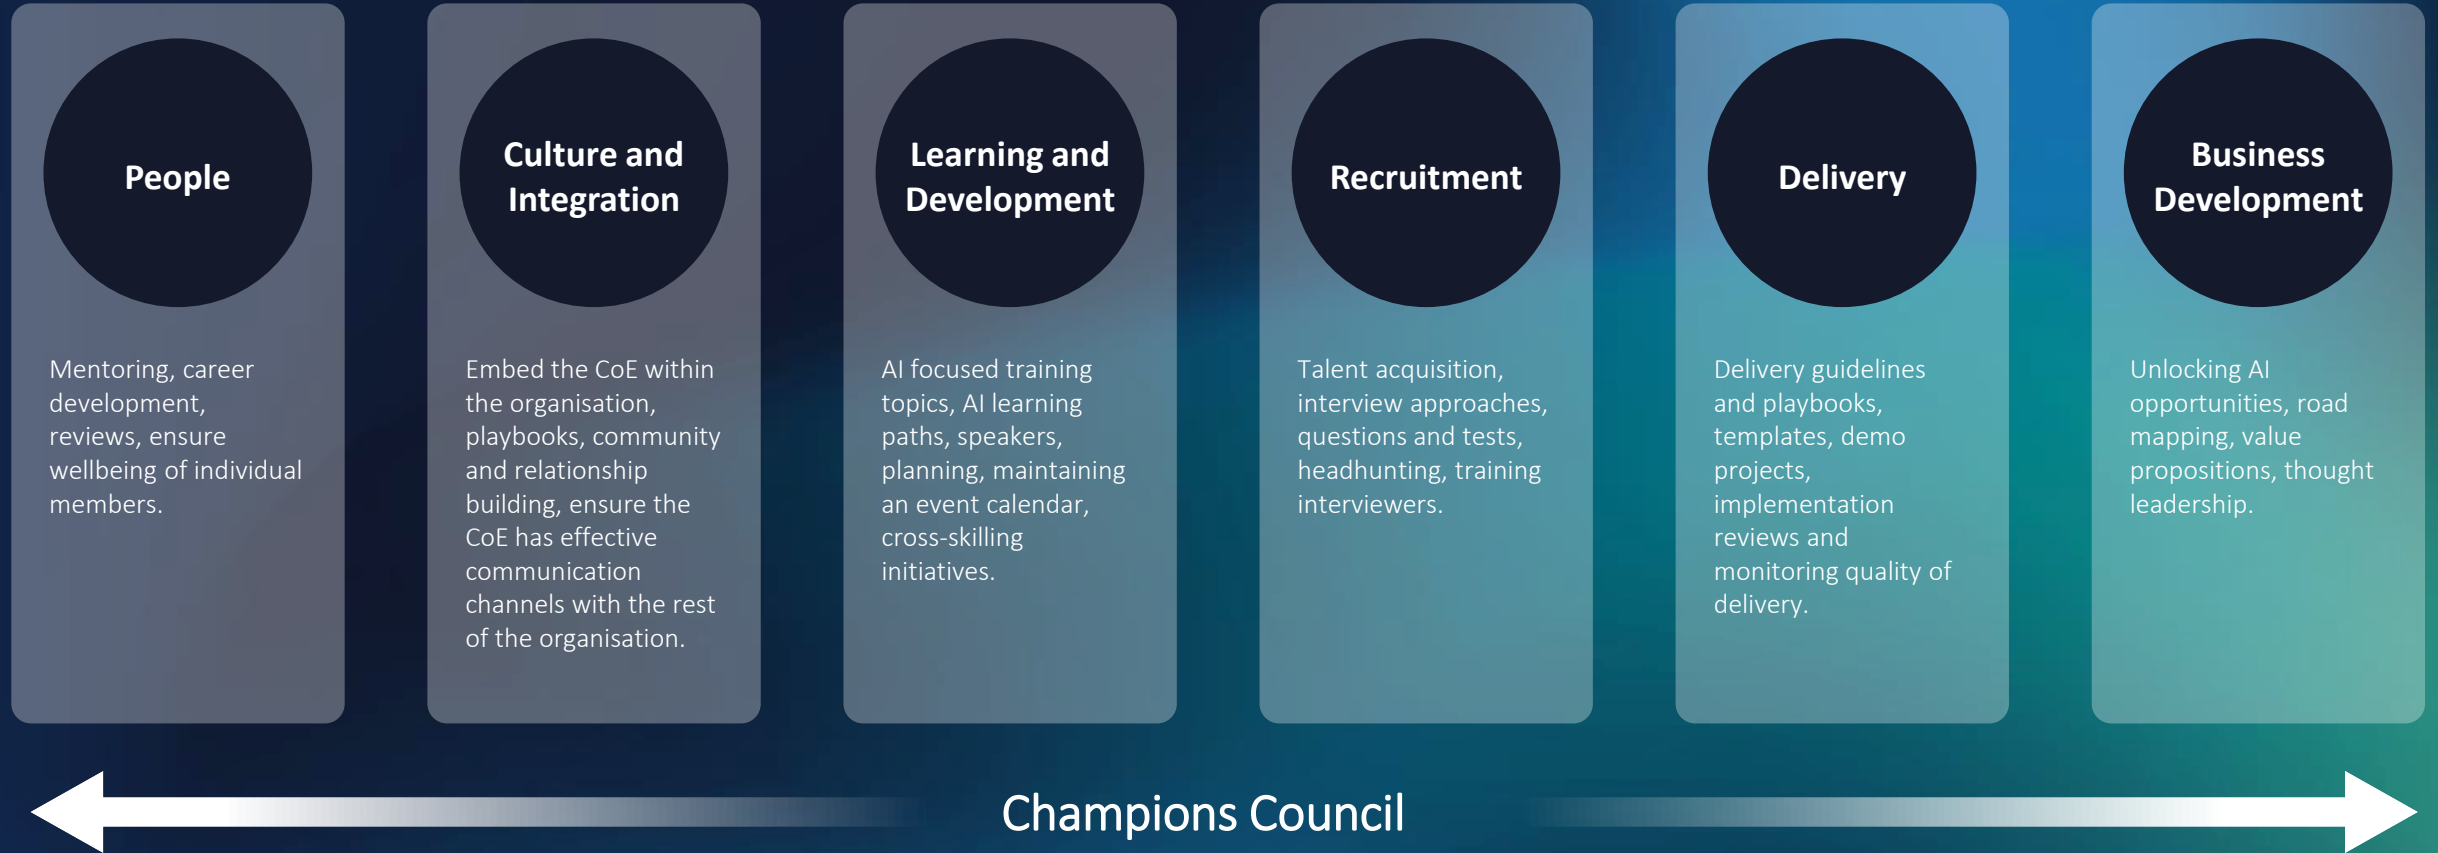 People
Mentoring, career
development,
reviews, ensure
wellbeing of individual
members.
Culture and
Integration
Embed the CoE within
the organisation,
playbooks, community
and relationship
building, ensure the
CoE has effective
communication
channels with the rest
of the organisation.
Learning and
Development
AI focused training
topics, AI learning
paths, speakers,
planning, maintaining
an event calendar,
cross-skilling
initiatives.
Recruitment
Talent acquisition,
interview approaches,
questions and tests,
headhunting, training
interviewers.
Delivery
Delivery guidelines
and playbooks,
templates, demo
projects,
implementation
reviews and
monitoring quality of
delivery.
Business
Development
Unlocking AI
opportunities, road
mapping, value
propositions, thought
leadership.
Champions Council